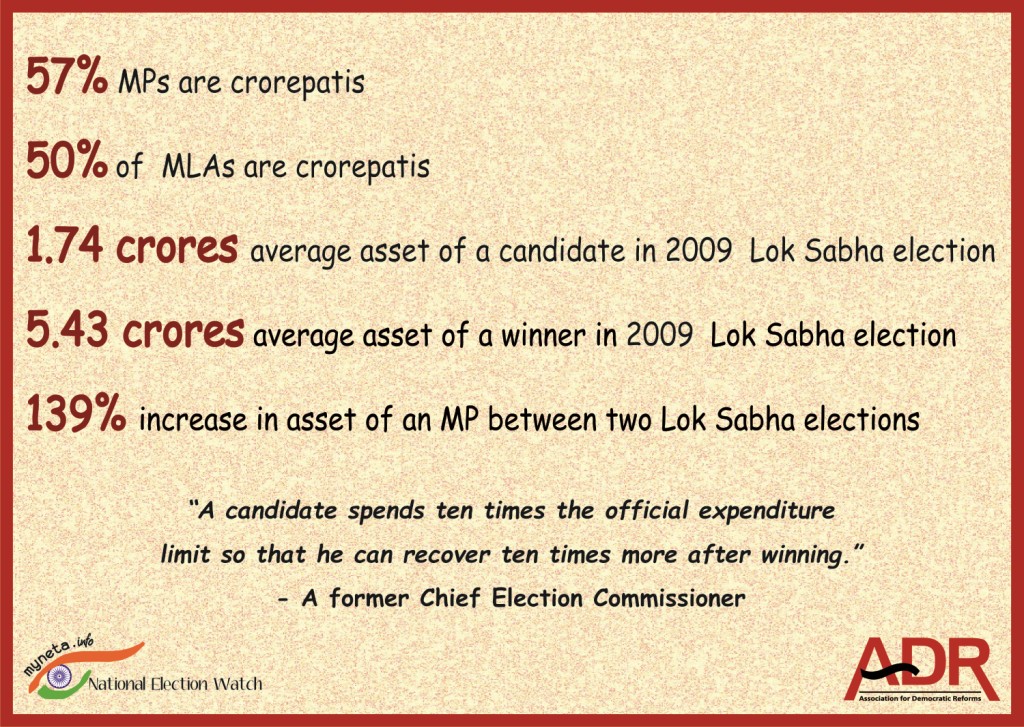 57% MPs are crorepatis
50% of MLAs are crorepatis
1.74 crores average asset of a candidate in 2009 Lok Sabha election
5.43 crores average asset of a winner in 2009 Lok Sabha election
139% increase in asset of an MP between two Lok Sabha elections
“A candidate spends ten times the official expenditure
limit so that he can recover ten times more after winning.”
- A former Chief Election Commissioner
myneta.info
National Election Watch
ADR
Association for Democratic Reforms